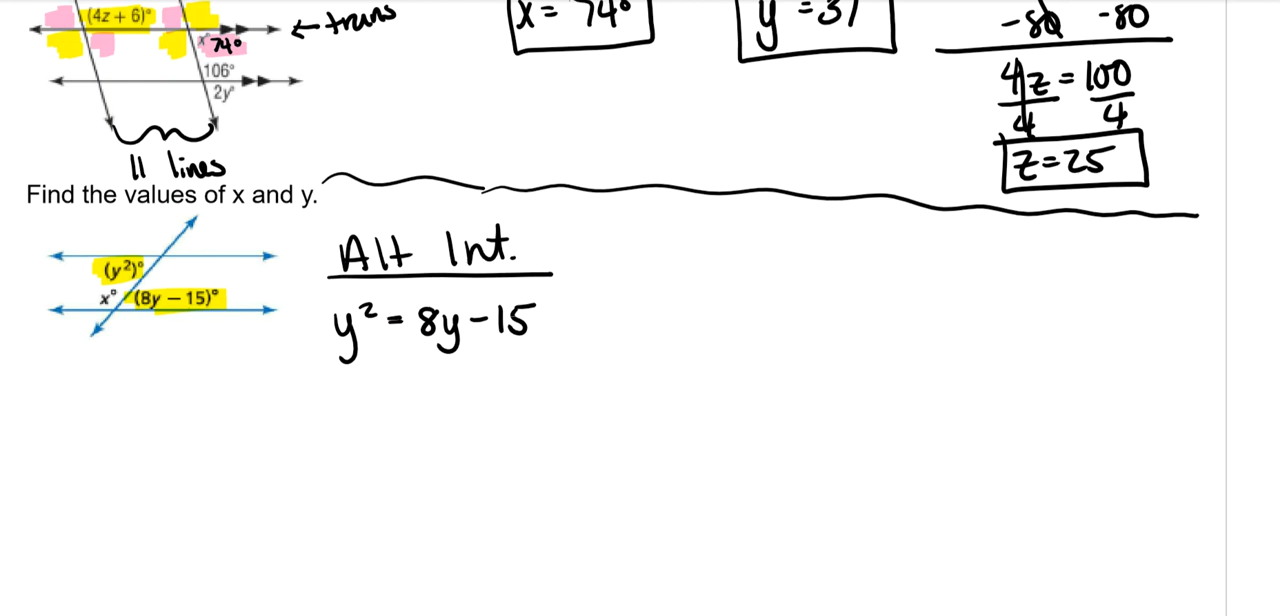 (4z + 6)°
← trans
x° 74°
106°
2y°
|| lines
x = 74°
y = 37
-80 -80
4z = 100
4 4
z = 25
Find the values of x and y.
(y²)°
x° (8y – 15)°
Alt Int.
y² = 8y - 15